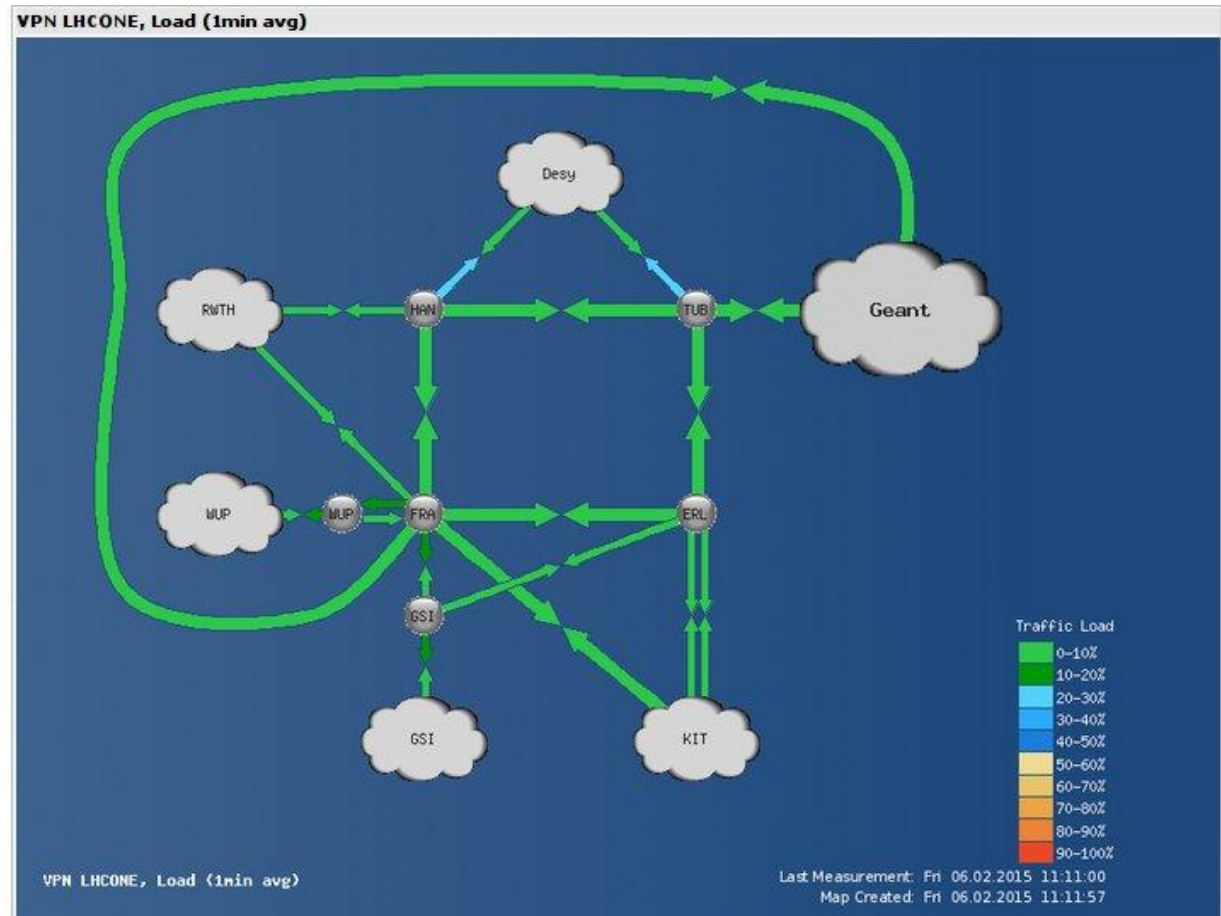 VPN LHCONE, Load (1min avg)
Desy
RWTH
HAN
TUB
Geant
WUP
WUP
FRA
ERL
GSI
GSI
KIT
Traffic Load
0-10%
10-20%
20-30%
30-40%
40-50%
50-60%
60-70%
70-80%
80-90%
90-100%
VPN LHCONE, Load (1min avg)
Last Measurement: Fri 06.02.2015 11:11:00
Map Created: Fri 06.02.2015 11:11:57